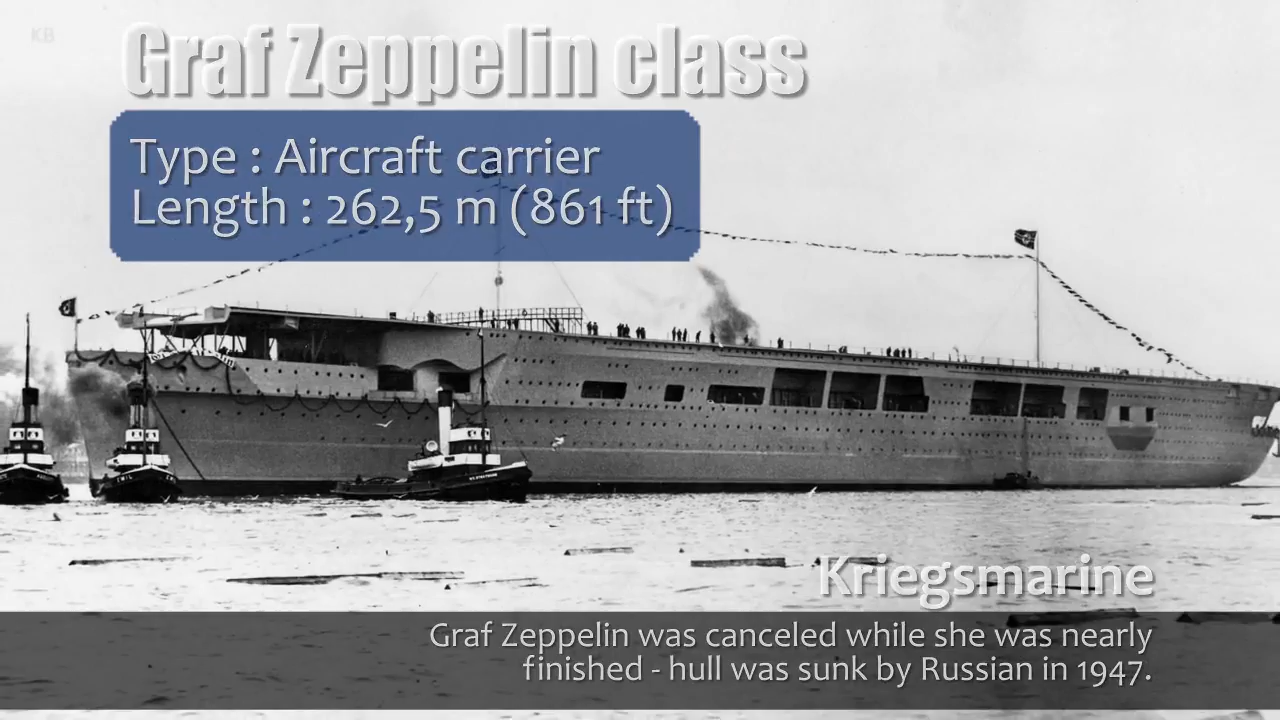 KB
Graf Zeppelin class
Type : Aircraft carrier
Length : 262,5 m (861 ft)
Kriegsmarine
Graf Zeppelin was canceled while she was nearly
finished - hull was sunk by Russian in 1947.